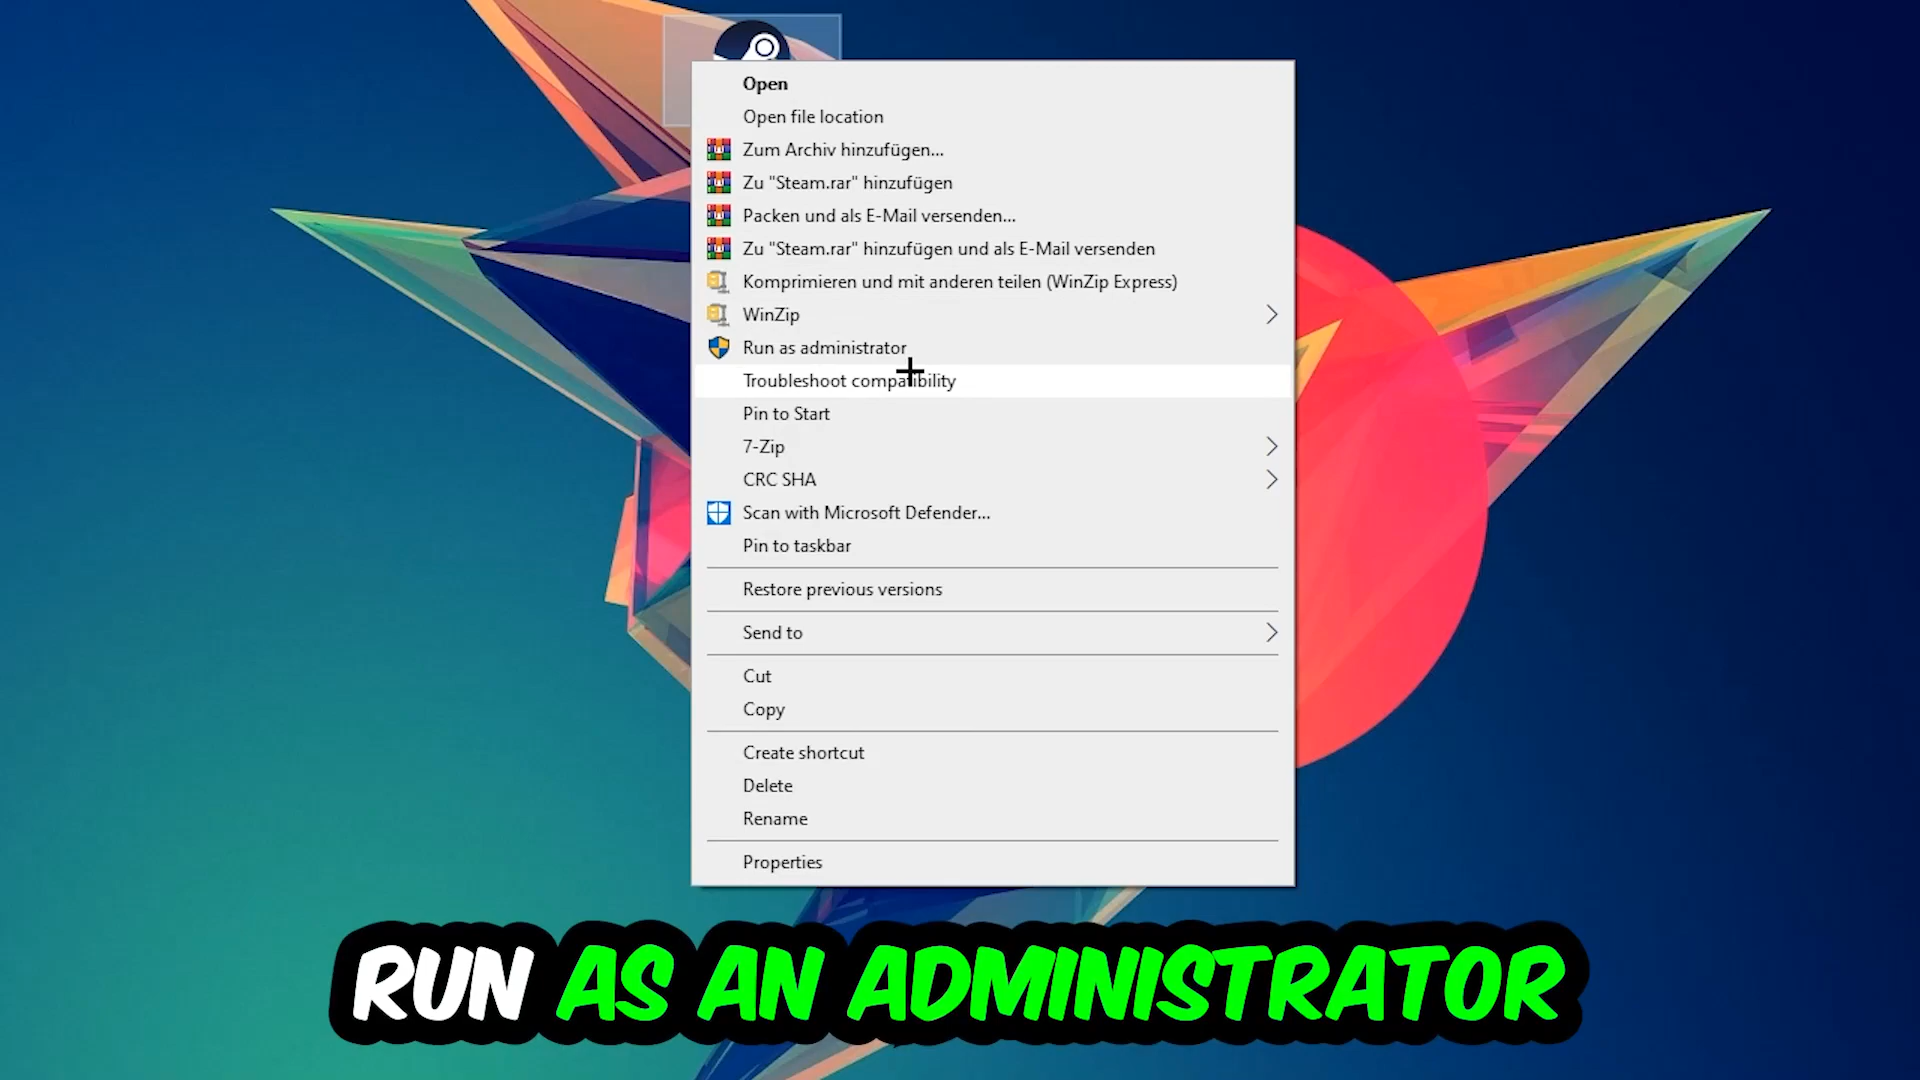 Open
Open file location
Zum Archiv hinzufügen...
Zu "Steam.rar" hinzufügen
Packen und als E-Mail versenden...
Zu "Steam.rar" hinzufügen und als E-Mail versenden
Komprimieren und mit anderen teilen (WinZip Express)
WinZip
Run as administrator
Troubleshoot compatibility
Pin to Start
7-Zip
CRC SHA
Scan with Microsoft Defender...
Pin to taskbar
Restore previous versions
Send to
Cut
Copy
Create shortcut
Delete
Rename
Properties
RUN AS AN ADMINISTRATOR